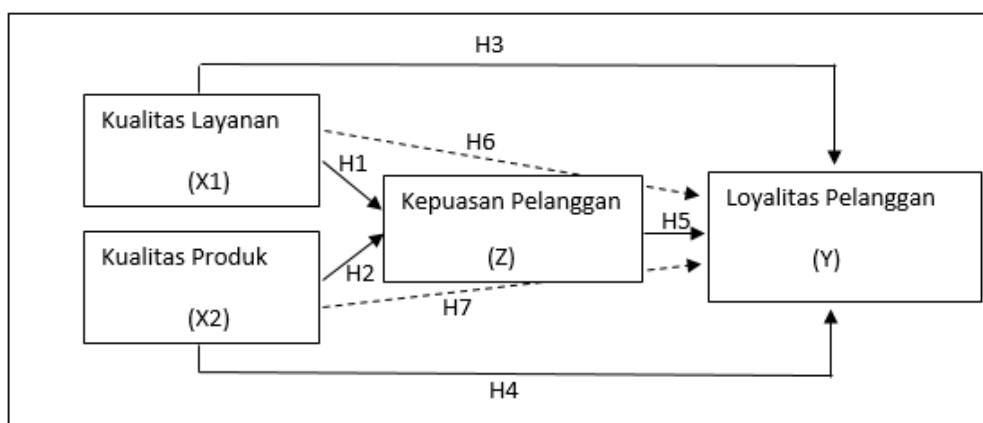 H3
Kualitas Layanan
(X1)
H6
H1
Kepuasan Pelanggan
(Z)
Loyalitas Pelanggan
(Y)
H5
Kualitas Produk
(X2)
H2
H7
H4